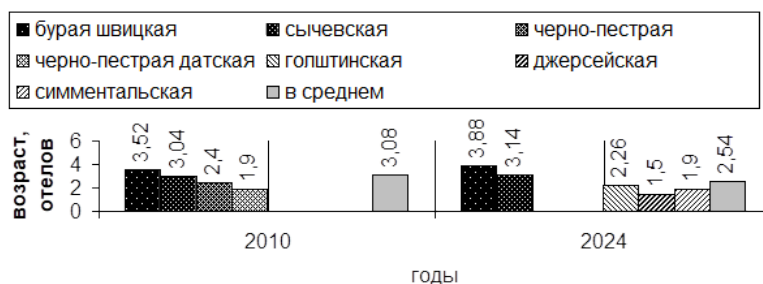 бурая швицкая сычевская черно-пестрая
черно-пестрая датская голштинская джерсейская
симментальская в среднем
возраст,
отелов
6
4
2
0
3,52 3,04 2,4 1,9 3,08 3,88 3,14 2,26 1,5 1,9 2,54
2010 2024
годы